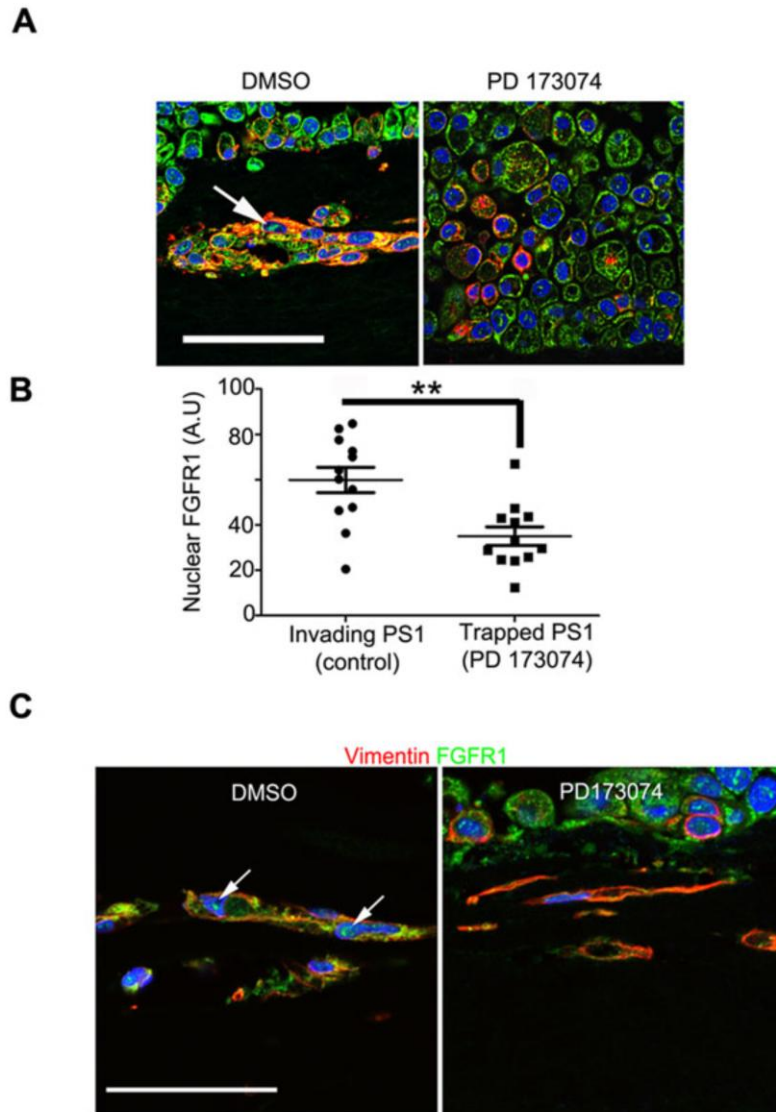 A
DMSO PD 173074
B
**
Nuclear FGFR1 (A.U)
100
80
40
20
0
Invading PS1 Trapped PS1
(control) (PD 173074)
C
Vimentin FGFR1
DMSO PD173074